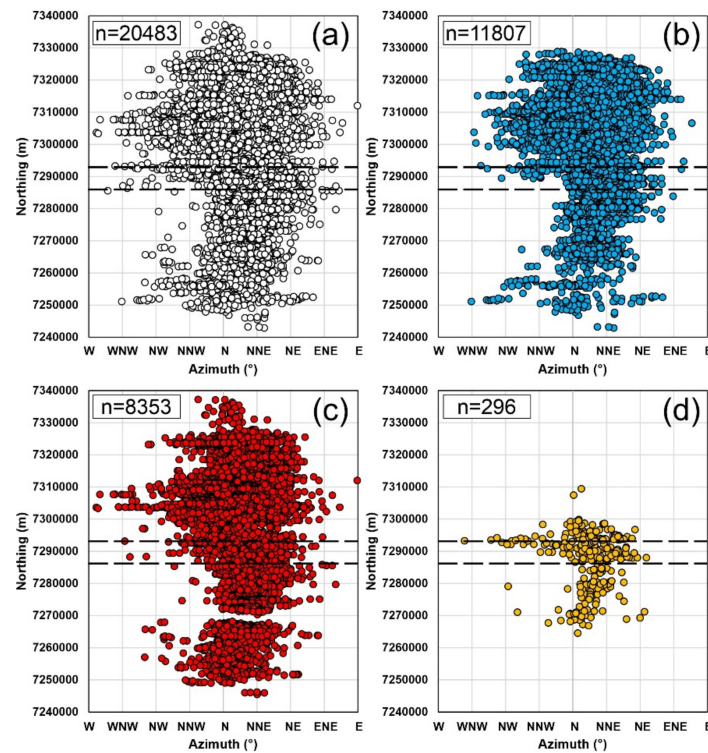 n=20483
(a)
7340000
7330000
7320000
7310000
7300000
7290000
7280000
7270000
7260000
7250000
7240000
Northing (m)
W WNW NW NNW N NNE NE ENE E
Azimuth (°)
n=11807
(b)
7340000
7330000
7320000
7310000
7300000
7290000
7280000
7270000
7260000
7250000
7240000
Northing (m)
W WNW NW NNW N NNE NE ENE E
Azimuth (°)
n=8353
(c)
7340000
7330000
7320000
7310000
7300000
7290000
7280000
7270000
7260000
7250000
7240000
Northing (m)
W WNW NW NNW N NNE NE ENE E
Azimuth (°)
n=296
(d)
7340000
7330000
7320000
7310000
7300000
7290000
7280000
7270000
7260000
7250000
7240000
Northing (m)
W WNW NW NNW N NNE NE ENE E
Azimuth (°)